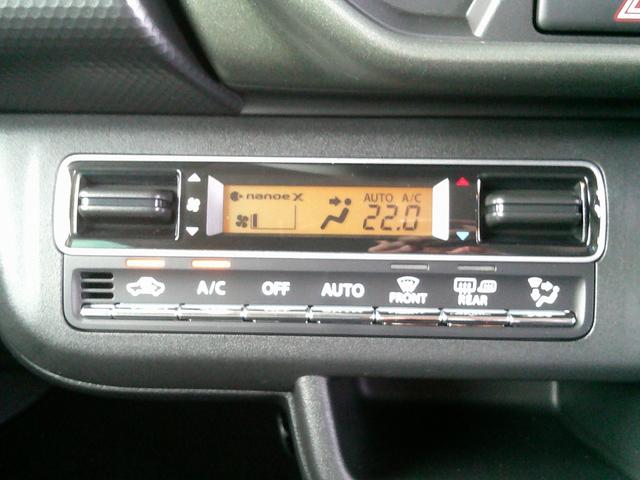 nanoe X
AUTO A/C
22.0
A/C OFF AUTO FRONT REAR